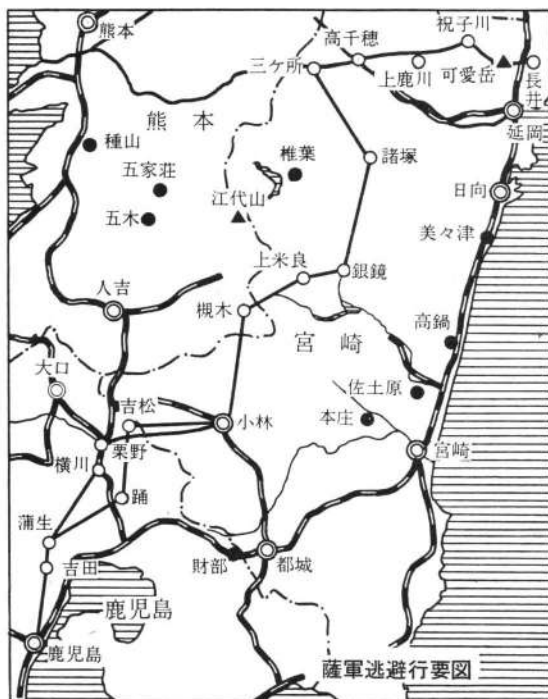 熊本
高千穂
祝子川
三ケ所
上鹿川
可愛岳
長井
延岡
熊本
種山
五家荘
椎葉
諸塚
日向
五木
江代山
美々津
上米良
銀鏡
人吉
槻木
宮崎
高鍋
大口
佐土原
吉松
小林
本庄
栗野
宮崎
横川
踊
蒲生
吉田
財部
都城
鹿児島
鹿児島
薩軍逃避行要図